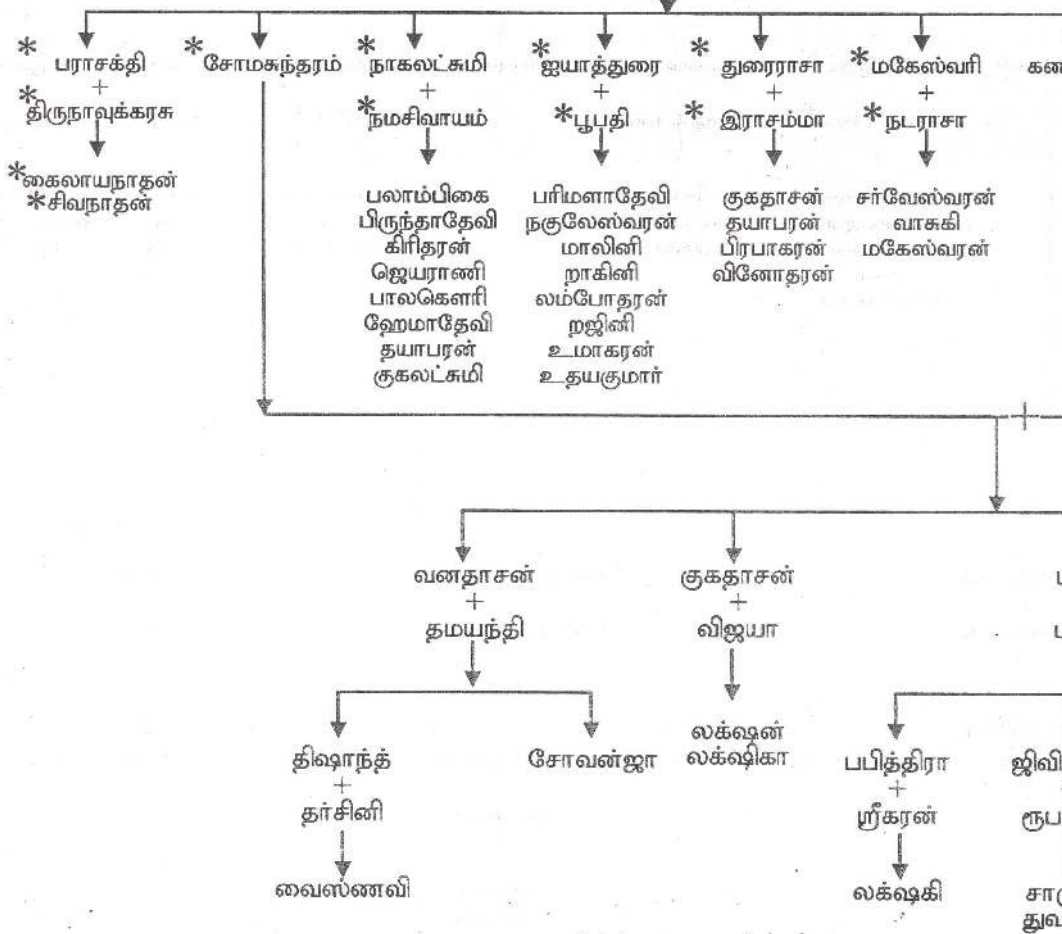 * பராசக்தி
+
* திருநாவுக்கரசு
* கைலாயநாதன்
* சிவநாதன்
* சோமசுந்தரம்
* நாகலட்சுமி
+
* நமசிவாயம்
பலாம்பிகை
பிருந்தாதேவி
கிரிதரன்
ஜெயராணி
பாலகௌரி
ஹேமாதேவி
தயாபரன்
குகலட்சுமி
* ஐயாத்துரை
+
* பூபதி
பரிமளாதேவி
நகுலேஸ்வரன்
மாலினி
றாகினி
லம்போதரன்
றஜினி
உமாகரன்
உதயகுமார்
* துரைராசா
+
* இராசம்மா
குகதாசன்
தயாபரன்
பிரபாகரன்
வினோதரன்
* மகேஸ்வரி
+
* நடராசா
சர்வேஸ்வரன்
வாசுகி
மகேஸ்வரன்
+
வனதாசன்
+
தமயந்தி
திஷாந்த்
+
தர்சினி
வைஸ்ணவி
சோவன்ஜா
குகதாசன்
+
விஜயா
லக்ஷன்
லக்ஷிகா
பபித்திரா
+
ஸ்ரீகரன்
லக்ஷகி